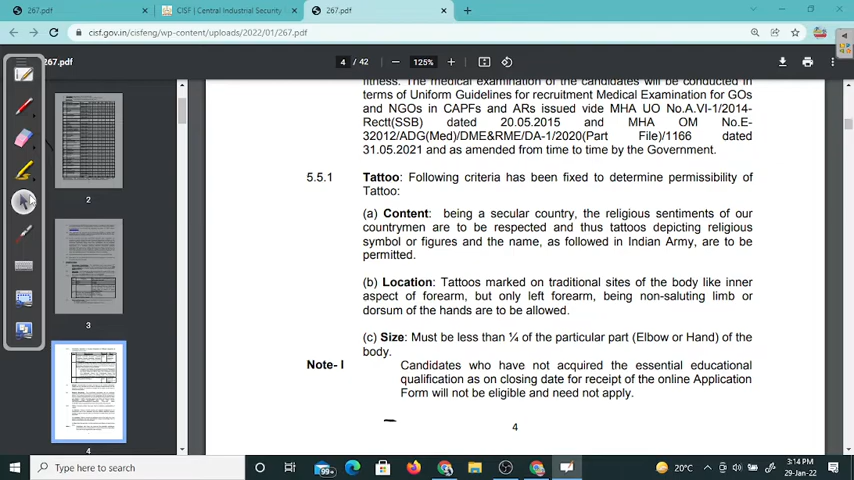 267.pdf
CISF | Central Industrial Security
267.pdf
cisf.gov.in/cisfeng/wp-content/uploads/2022/01/267.pdf
67.pdf
4 / 42
125%
fitness. The medical examination of the candidates will be conducted in
terms of Uniform Guidelines for recruitment Medical Examination for GOs
and NGOs in CAPFs and ARs issued vide MHA UO No.A.VI-1/2014-
Rectt(SSB) dated 20.05.2015 and MHA OM No.E-
32012/ADG(Med)/DME&RME/DA-1/2020(Part File)/1166 dated
31.05.2021 and as amended from time to time by the Government.
5.5.1 Tattoo: Following criteria has been fixed to determine permissibility of
Tattoo:
(a) Content: being a secular country, the religious sentiments of our
countrymen are to be respected and thus tattoos depicting religious
symbol or figures and the name, as followed in Indian Army, are to be
permitted.
(b) Location: Tattoos marked on traditional sites of the body like inner
aspect of forearm, but only left forearm, being non-saluting limb or
dorsum of the hands are to be allowed.
(c) Size: Must be less than ¼ of the particular part (Elbow or Hand) of the
body.
Note- I Candidates who have not acquired the essential educational
qualification as on closing date for receipt of the online Application
Form will not be eligible and need not apply.
4
2
3
4
Type here to search
99+
20°C
3:14 PM
29-Jan-22